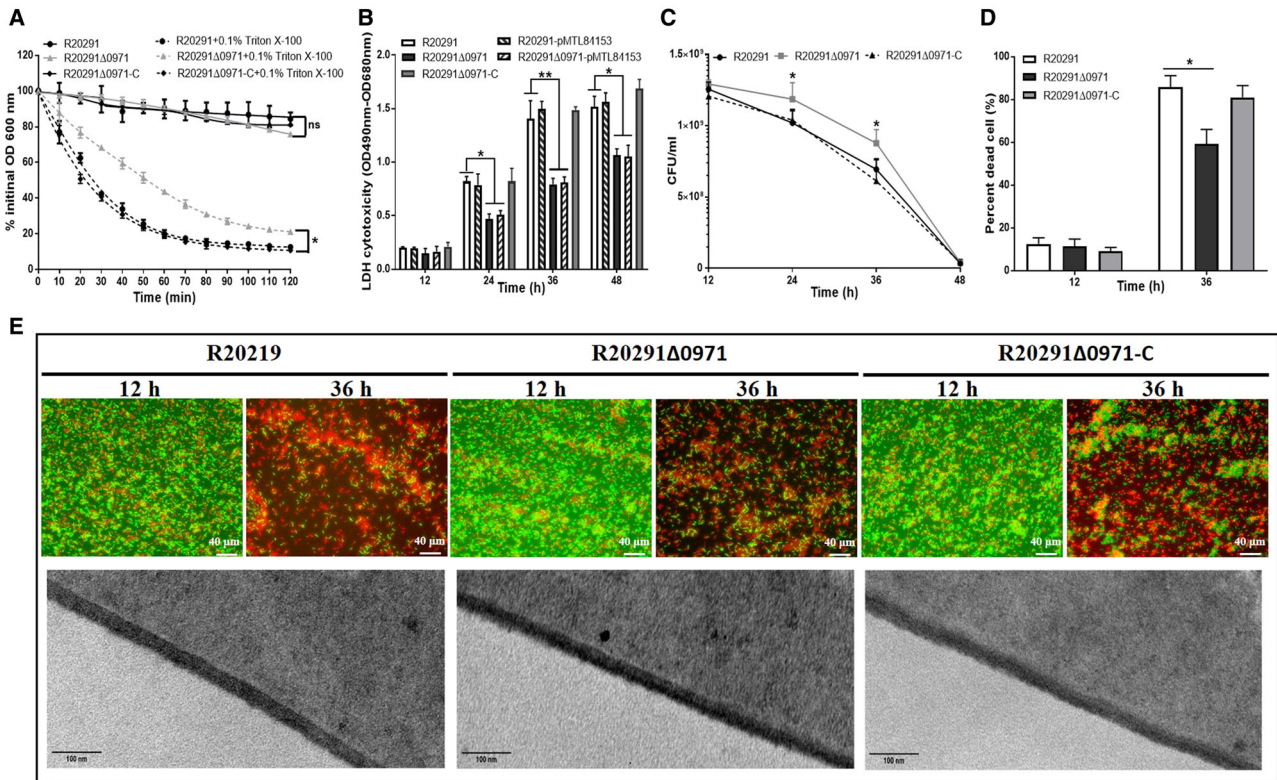 A
R20291
R20291Δ0971
R20291Δ0971-C
R20291+0.1% Triton X-100
R20291Δ0971+0.1% Triton X-100
R20291Δ0971-C+0.1% Triton X-100
% ininal OD 600 nm
120
100
80
60
40
20
0
ns
*
0 10 20 30 40 50 60 70 80 90 100 110 120
Time (min)
B
R20291
R20291Δ0971
R20291Δ0971-C
R20291-pMTL84153
R20291Δ0971-pMTL84153
LDH cytotoxicity (OD490nm-OD680nm)
2.0
1.5
1.0
0.5
0.0
*
**
*
12 24 36 48
Time (h)
C
R20291
R20291Δ0971
R20291Δ0971-C
CFU/ml
1.5×10⁹
1×10⁹
5×10⁸
0
*
*
12 24 36 48
Time (h)
D
R20291
R20291Δ0971
R20291Δ0971-C
Percent dead cell (%)
100
80
60
40
20
0
*
12 36
Time (h)
E
R20219 R20291Δ0971 R20291Δ0971-C
12 h 36 h 12 h 36 h 12 h 36 h
40 μm 40 μm 40 μm 40 μm 40 μm 40 μm
100 nm 100 nm 100 nm